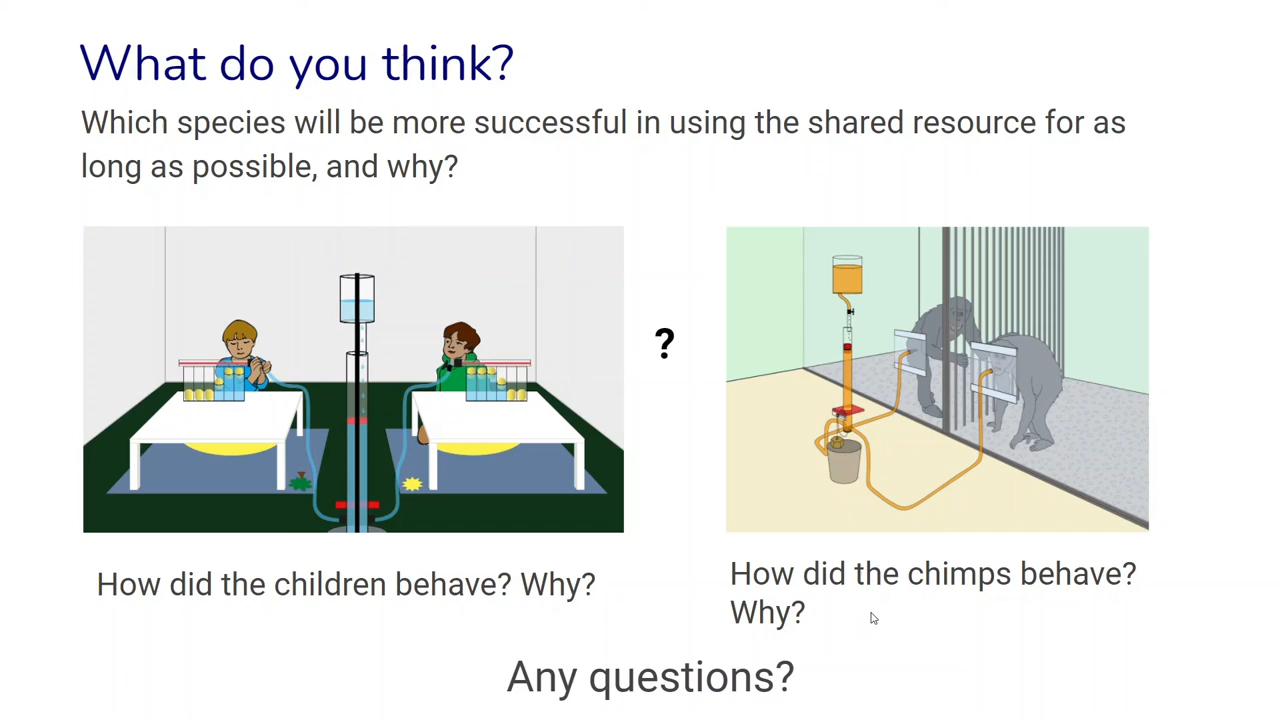 What do you think?
Which species will be more successful in using the shared resource for as
long as possible, and why?
?
How did the children behave? Why?
How did the chimps behave?
Why?
Any questions?